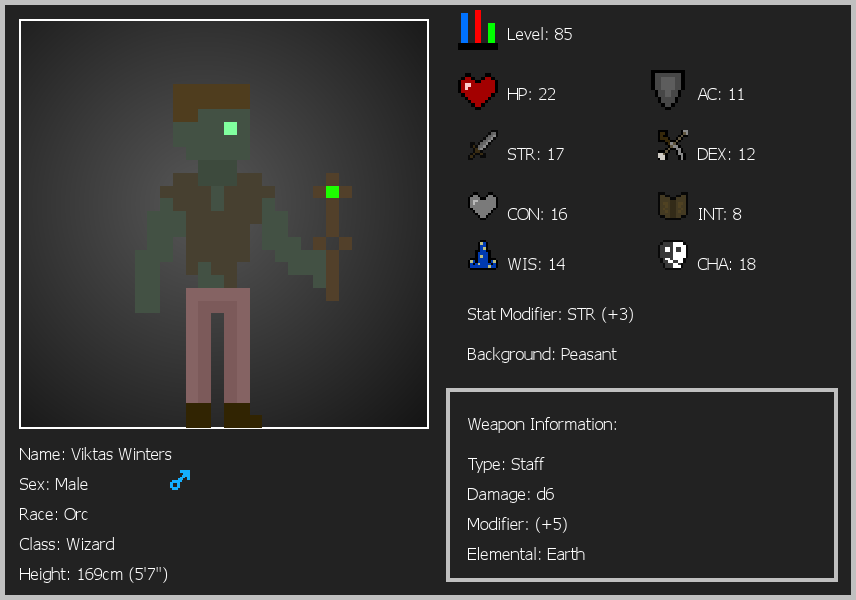 Level: 85
HP: 22
AC: 11
STR: 17
DEX: 12
CON: 16
INT: 8
WIS: 14
CHA: 18
Stat Modifier: STR (+3)
Background: Peasant
Weapon Information:
Type: Staff
Damage: d6
Modifier: (+5)
Elemental: Earth
Name: Viktas Winters
Sex: Male
Race: Orc
Class: Wizard
Height: 169cm (5'7")